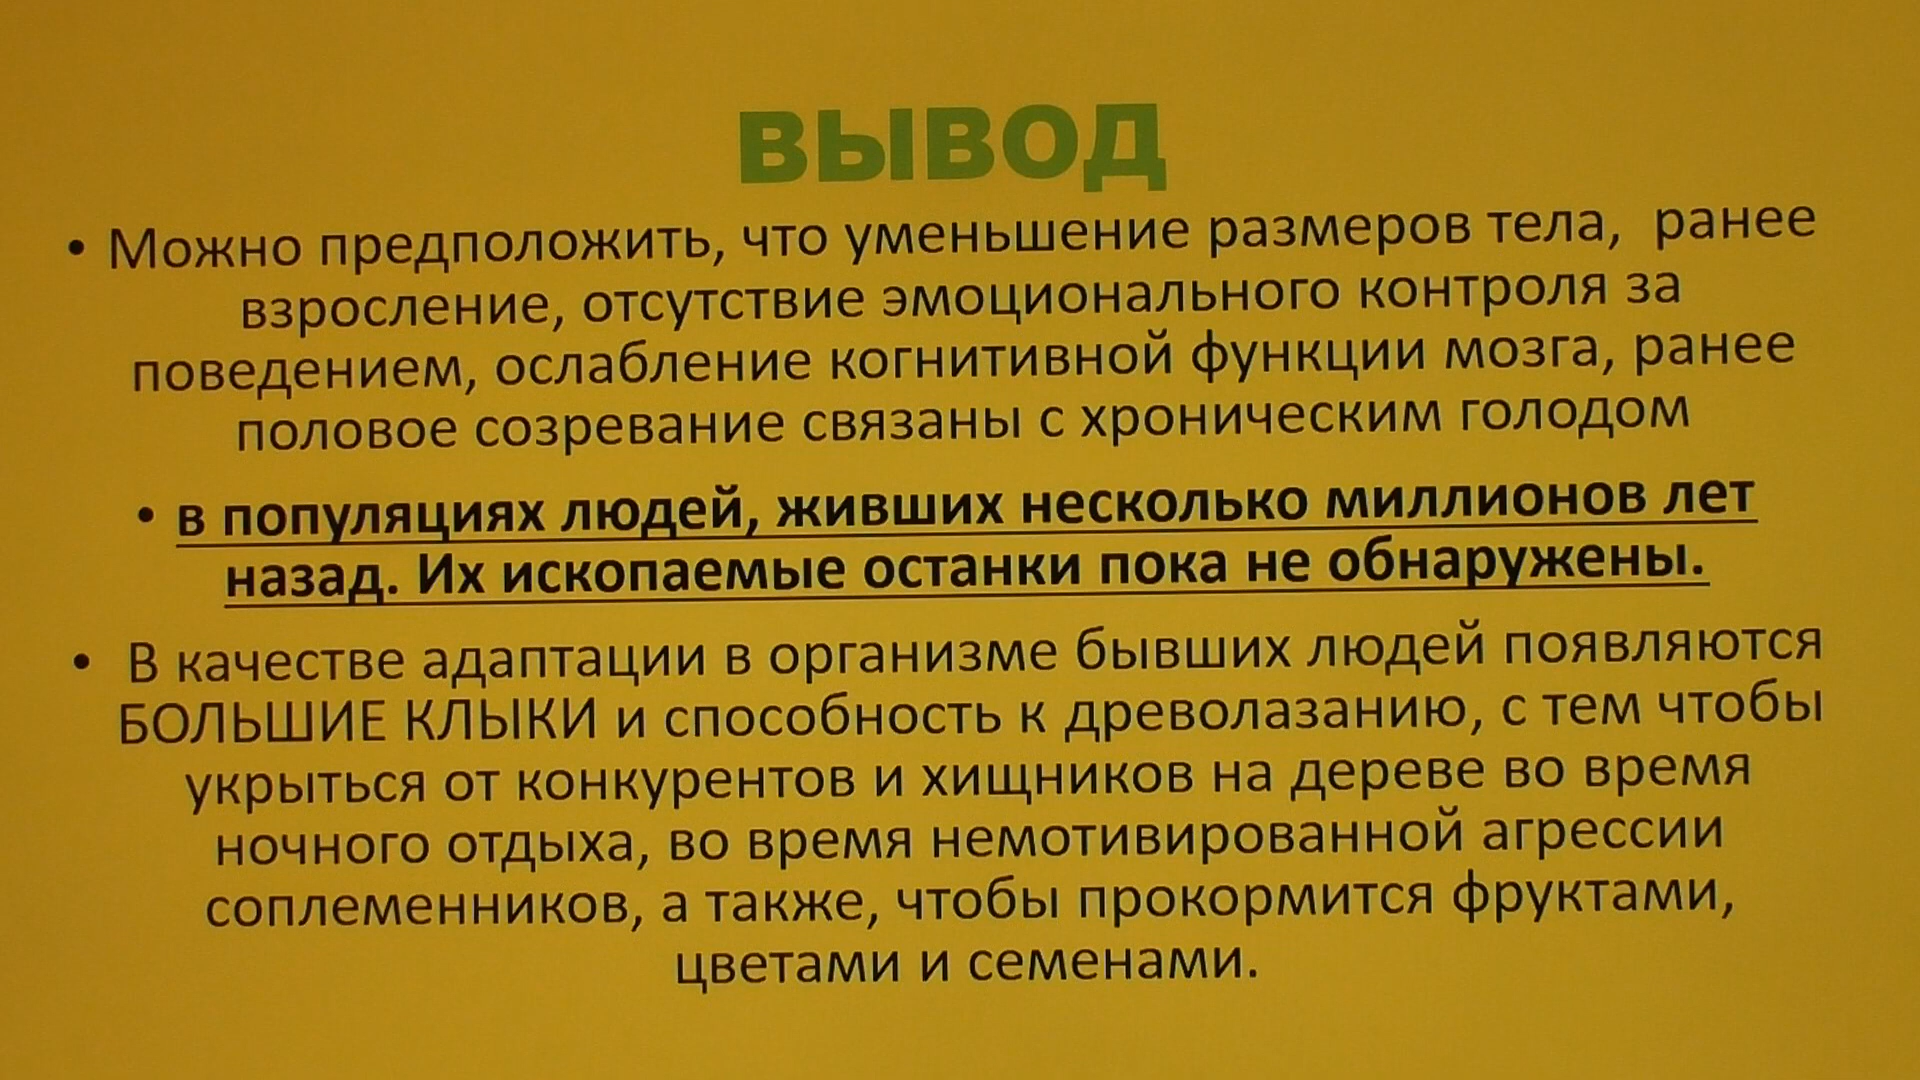 ВЫВОД
• Можно предположить, что уменьшение размеров тела, ранее
взросление, отсутствие эмоционального контроля за
поведением, ослабление когнитивной функции мозга, ранее
половое созревание связаны с хроническим голодом
• в популяциях людей, живших несколько миллионов лет
назад. Их ископаемые останки пока не обнаружены.
• В качестве адаптации в организме бывших людей появляются
БОЛЬШИЕ КЛЫКИ и способность к древолазанию, с тем чтобы
укрыться от конкурентов и хищников на дереве во время
ночного отдыха, во время немотивированной агрессии
соплеменников, а также, чтобы прокормится фруктами,
цветами и семенами.